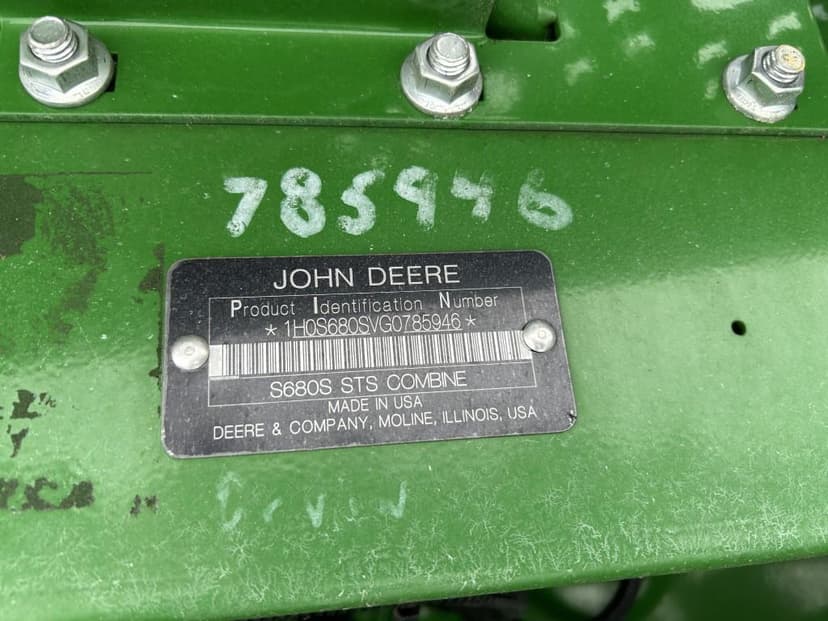 785946
JOHN DEERE
Product Identification Number
*1H0S680SVG0785946*
S680S STS COMBINE
MADE IN USA
DEERE & COMPANY, MOLINE, ILLINOIS, USA